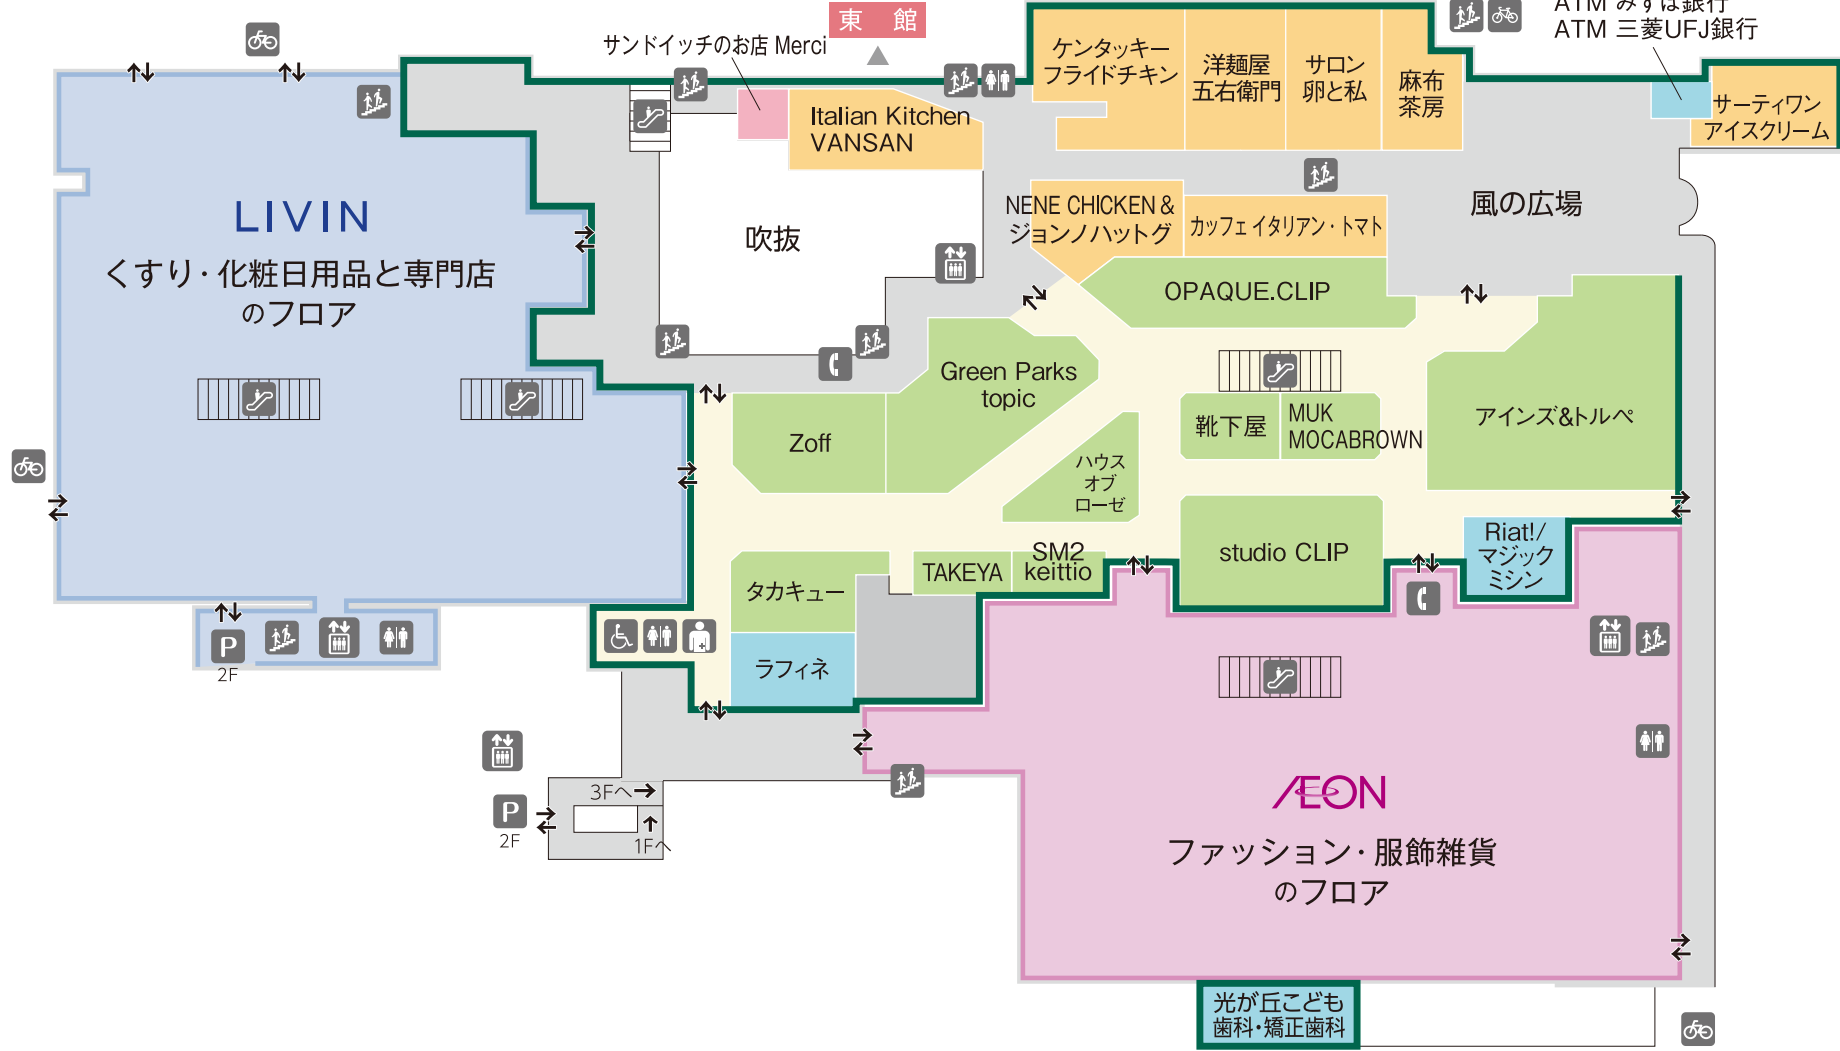 東 館
サンドイッチのお店 Merci
ATM みずほ銀行
ATM 三菱UFJ銀行
ケンタッキー
フライドチキン
洋麺屋
五右衛門
サロン
卵と私
麻布
茶房
サーティワン
アイスクリーム
Italian Kitchen
VANSAN
LIVIN
くすり・化粧日用品と専門店
のフロア
吹抜
NENE CHICKEN &
ジョンノハットグ
カッフェ イタリアン・トマト
風の広場
OPAQUE.CLIP
Green Parks
topic
Zoff
靴下屋
MUK
MOCABROWN
アインズ&トルペ
ハウス
オブ
ローゼ
studio CLIP
Riat!/
マジック
ミシン
SM2
keittio
TAKEYA
タカキュー
ラフィネ
P
2F
P
2F
3Fへ
1Fへ
ÆON
ファッション・服飾雑貨
のフロア
光が丘こども
歯科・矯正歯科